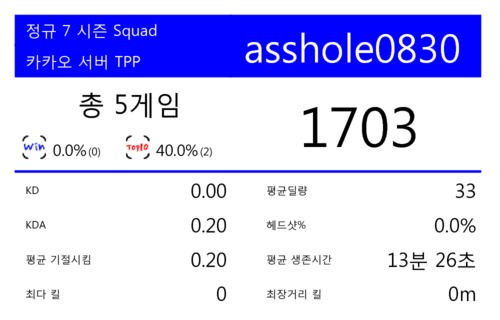 정규 7 시즌 Squad
카카오 서버 TPP
asshole0830
총 5게임
1703
Win 0.0% (0)
TOP10 40.0% (2)
KD 0.00
평균딜량 33
KDA 0.20
헤드샷% 0.0%
평균 기절시킴 0.20
평균 생존시간 13분 26초
최다 킬 0
최장거리 킬 0m